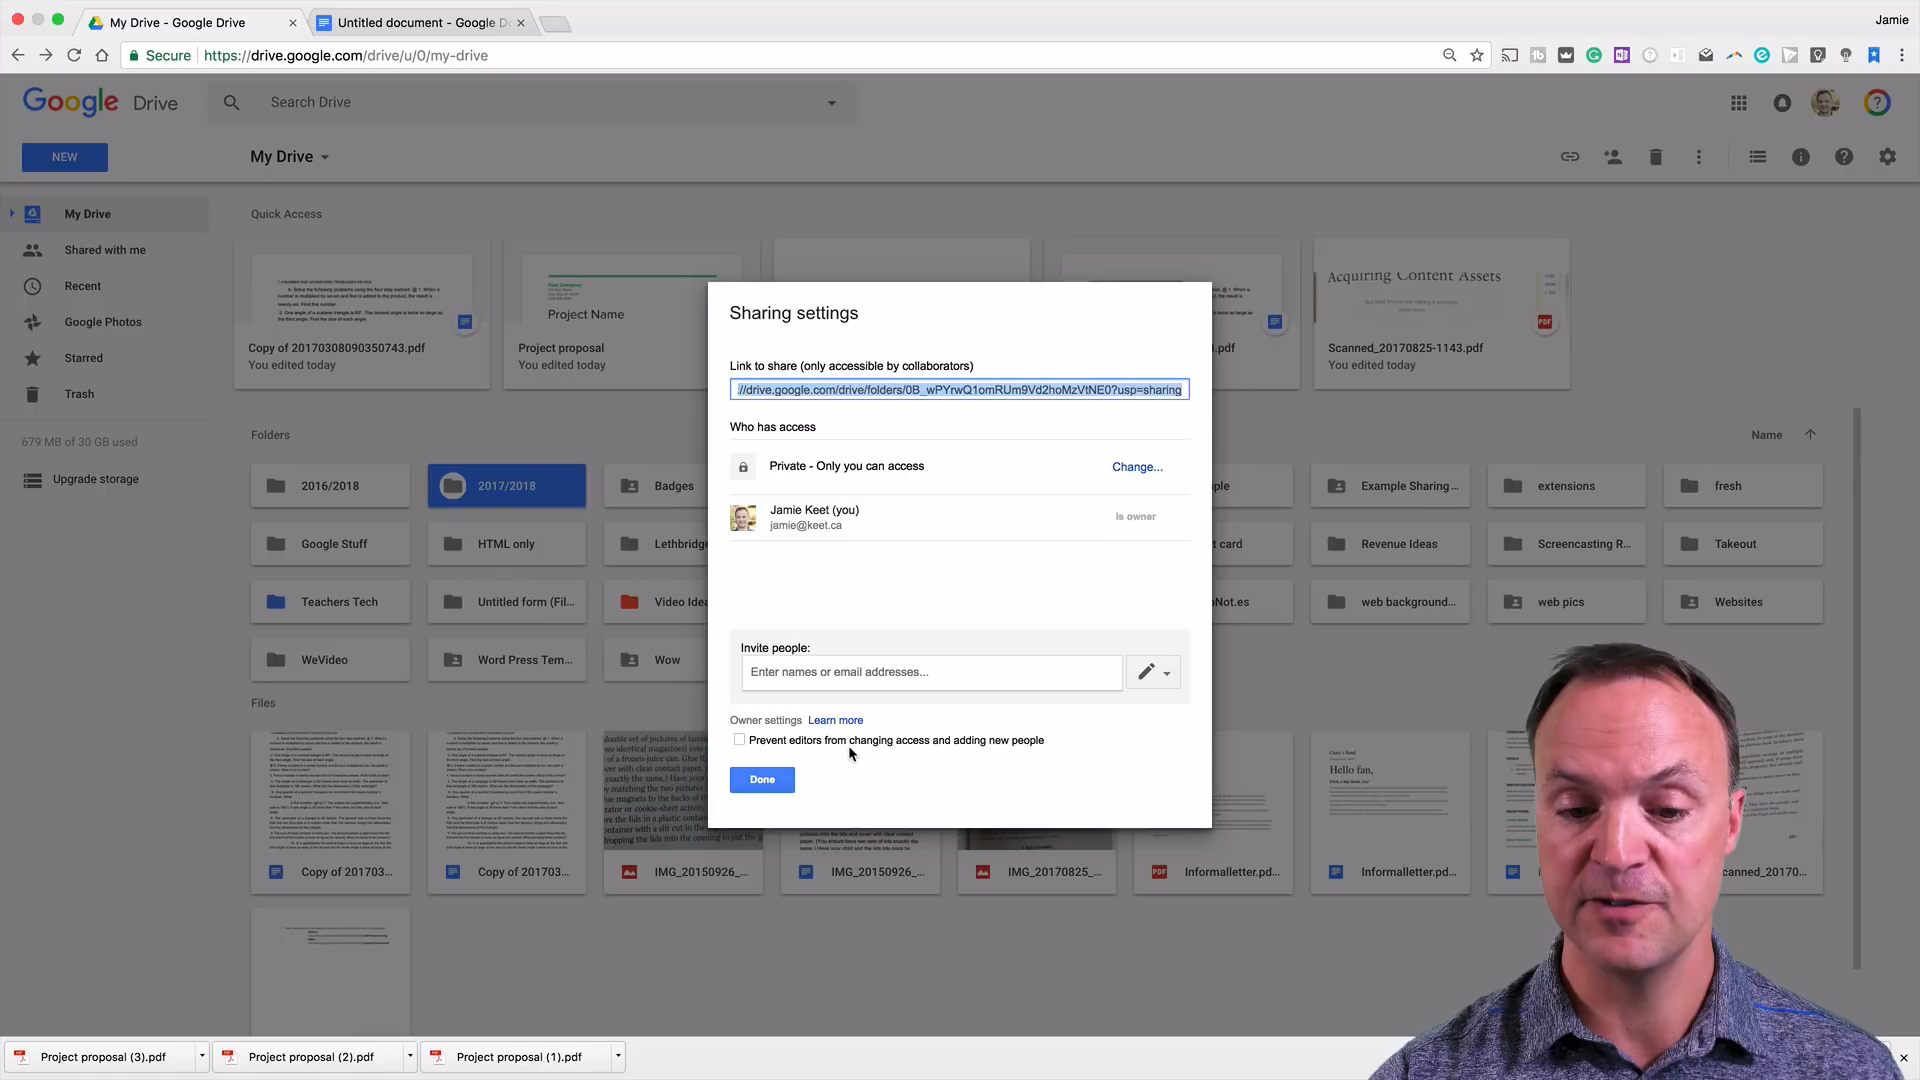 My Drive - Google Drive
Untitled document - Google D
Jamie
Secure
https://drive.google.com/drive/u/0/my-drive
Google Drive
Search Drive
NEW
My Drive
My Drive
Shared with me
Recent
Google Photos
Starred
Trash
679 MB of 30 GB used
Upgrade storage
Quick Access
Copy of 20170308090350743.pdf
You edited today
Your Company
Project Name
Project proposal
You edited today
.pdf
You edited today
Acquiring Content Assets
Scanned_20170825-1143.pdf
You edited today
Folders
Name
2016/2018
2017/2018
Badges
ple
Example Sharing...
extensions
fresh
Google Stuff
HTML only
Lethbridg
t card
Revenue Ideas
Screencasting R...
Takeout
Teachers Tech
Untitled form (Fil...
Video Idea
Not.es
web background...
web pics
Websites
WeVideo
Word Press Tem...
Wow
Files
Sharing settings
Link to share (only accessible by collaborators)
://drive.google.com/drive/folders/0B_wPYrwQ1omRUm9Vd2hoMzVtNE0?usp=sharing
Who has access
Private - Only you can access
Change...
Jamie Keet (you)
jamie@keet.ca
Is owner
Invite people:
Enter names or email addresses...
Owner settings Learn more
Prevent editors from changing access and adding new people
Done
Hello fan,
Copy of 201703...
Copy of 201703...
IMG_20150926_...
IMG_20150926_...
IMG_20170825_...
Informalletter.pd...
Informalletter.pd...
canned_20170...
Project proposal (3).pdf
Project proposal (2).pdf
Project proposal (1).pdf